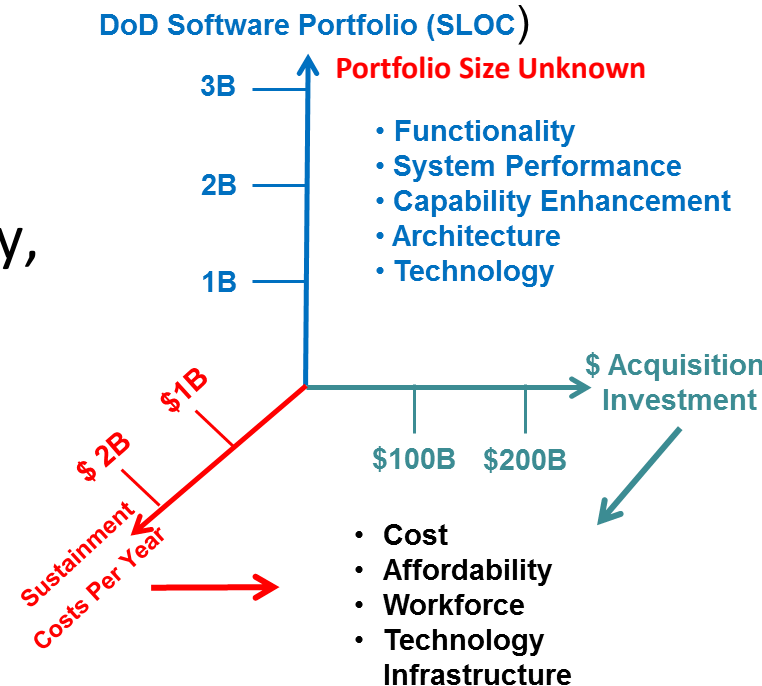 DoD Software Portfolio (SLOC)
Portfolio Size Unknown
3B
• Functionality
• System Performance
2B
• Capability Enhancement
y,
• Architecture
• Technology
1B
$ Acquisition
Investment
$1B
$100B
$200B
$ 2B
Sustainment
Costs Per Year
• Cost
• Affordability
• Workforce
• Technology
Infrastructure